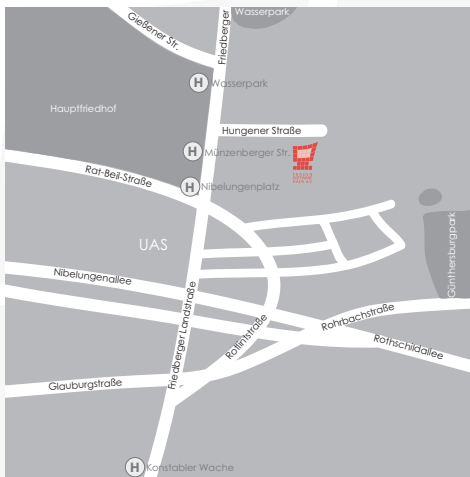 Wasserpark
Gießener Str.
Friedberger
H Wasserpark
Hauptfriedhof
Hungener Straße
H Münzenberger Str.
Rat-Beil-Straße
H Nibelungenplatz
UAS
Günthersburgpark
Nibelungenallee
Friedberger Landstraße
Rotlintstraße
Rohrbachstraße
Rothschildallee
Glauburgstraße
H Konstabler Wache